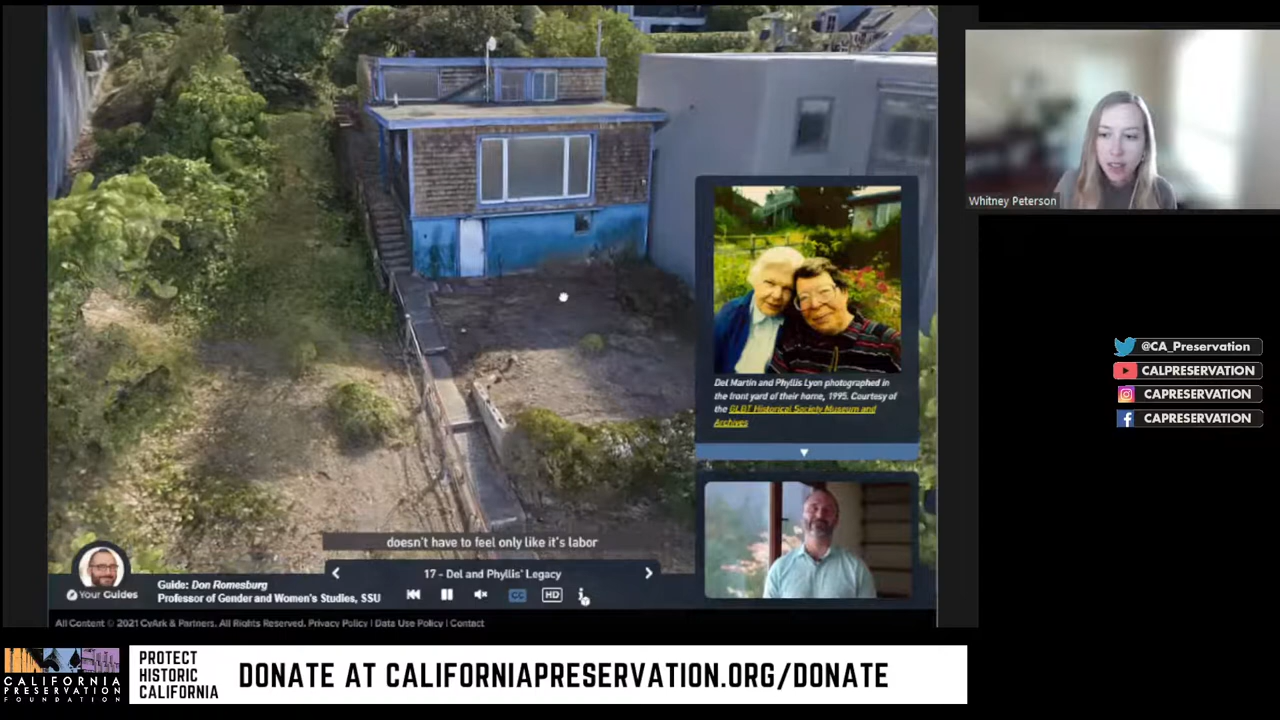 Whitney Peterson
Del Martin and Phyllis Lyon photographed in
the front yard of their home, 1995. Courtesy of
the GLBT Historical Society Museum and
Archives
@CA_Preservation
CALPRESERVATION
CAPRESERVATION
CAPRESERVATION
doesn't have to feel only like it's labor
17 - Del and Phyllis' Legacy
Your Guides
Guide: Don Romesburg
Professor of Gender and Women's Studies, SSU
CC
HD
All Content © 2021 CyArk & Partners. All Rights Reserved. Privacy Policy | Data Use Policy | Contact
CALIFORNIA
PRESERVATION
FOUNDATION
PROTECT
HISTORIC
CALIFORNIA
DONATE AT CALIFORNIAPRESERVATION.ORG/DONATE